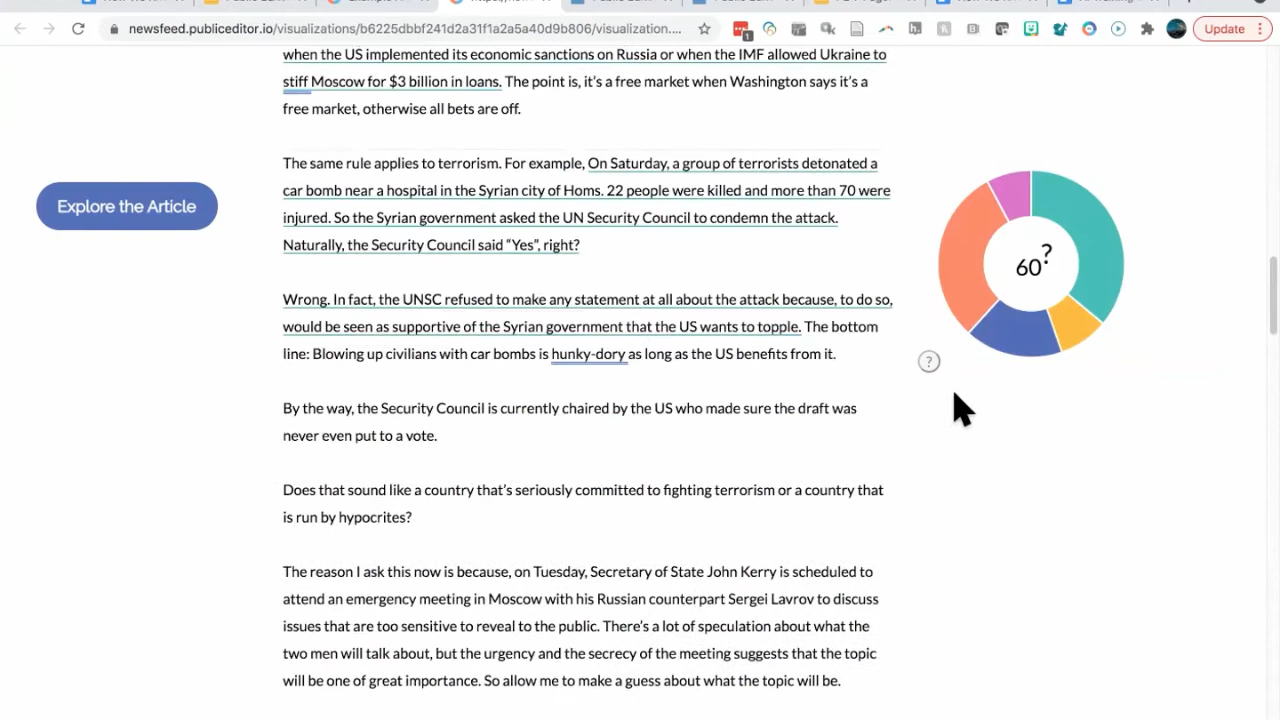 newsfeed.publiceditor.io/visualizations/b6225dbbf241d2a31f1a2a5a40d9b806/visualization....
Update
when the US implemented its economic sanctions on Russia or when the IMF allowed Ukraine to
stiff Moscow for $3 billion in loans. The point is, it's a free market when Washington says it's a
free market, otherwise all bets are off.
The same rule applies to terrorism. For example, On Saturday, a group of terrorists detonated a
car bomb near a hospital in the Syrian city of Homs. 22 people were killed and more than 70 were
injured. So the Syrian government asked the UN Security Council to condemn the attack.
Naturally, the Security Council said “Yes”, right?
Explore the Article
60?
Wrong. In fact, the UNSC refused to make any statement at all about the attack because, to do so,
would be seen as supportive of the Syrian government that the US wants to topple. The bottom
line: Blowing up civilians with car bombs is hunky-dory as long as the US benefits from it.
?
By the way, the Security Council is currently chaired by the US who made sure the draft was
never even put to a vote.
Does that sound like a country that's seriously committed to fighting terrorism or a country that
is run by hypocrites?
The reason I ask this now is because, on Tuesday, Secretary of State John Kerry is scheduled to
attend an emergency meeting in Moscow with his Russian counterpart Sergei Lavrov to discuss
issues that are too sensitive to reveal to the public. There's a lot of speculation about what the
two men will talk about, but the urgency and the secrecy of the meeting suggests that the topic
will be one of great importance. So allow me to make a guess about what the topic will be.